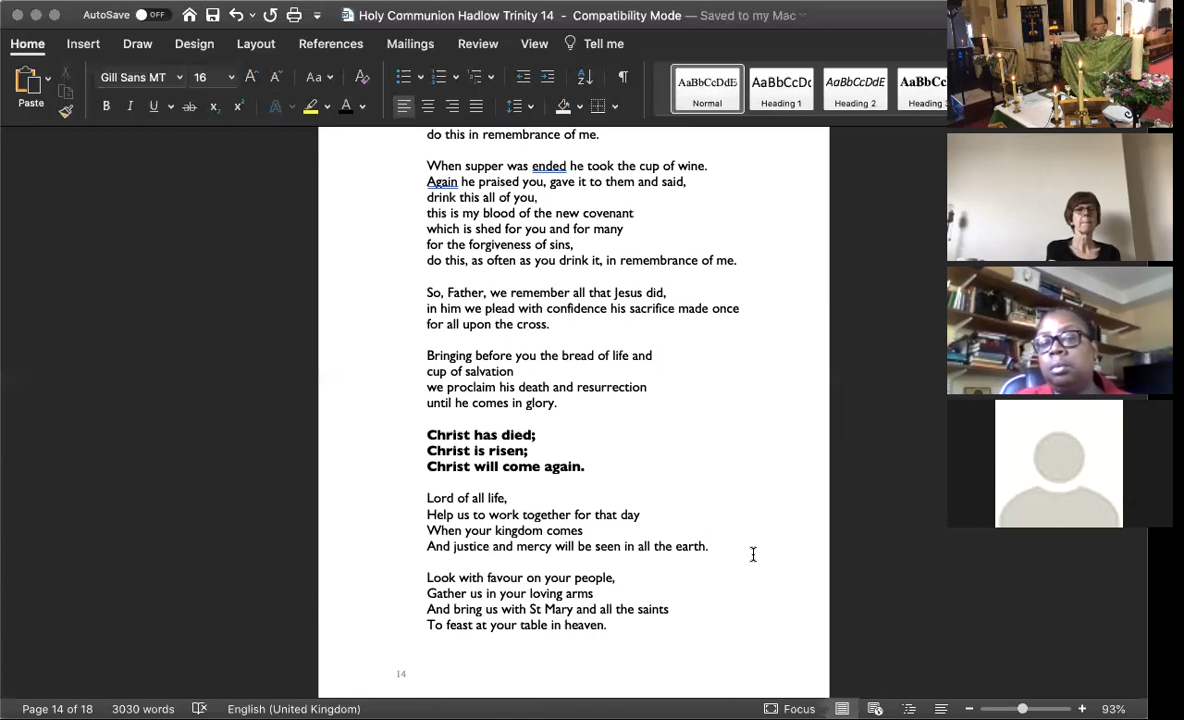 AutoSave OFF
Holy Communion Hadlow Trinity 14 - Compatibility Mode — Saved to my Mac
Home Insert Draw Design Layout References Mailings Review View Tell me
Paste
Gill Sans MT 16
AaBbCcDdE AaBbCcDc AaBbCcDdE AaBbCc
Normal Heading 1 Heading 2 Heading
do this in remembrance of me.
When supper was ended he took the cup of wine.
Again he praised you, gave it to them and said,
drink this all of you,
this is my blood of the new covenant
which is shed for you and for many
for the forgiveness of sins,
do this, as often as you drink it, in remembrance of me.
So, Father, we remember all that Jesus did,
in him we plead with confidence his sacrifice made once
for all upon the cross.
Bringing before you the bread of life and
cup of salvation
we proclaim his death and resurrection
until he comes in glory.
Christ has died;
Christ is risen;
Christ will come again.
Lord of all life,
Help us to work together for that day
When your kingdom comes
And justice and mercy will be seen in all the earth.
Look with favour on your people,
Gather us in your loving arms
And bring us with St Mary and all the saints
To feast at your table in heaven.
14
Page 14 of 18 3030 words English (United Kingdom) Focus 93%